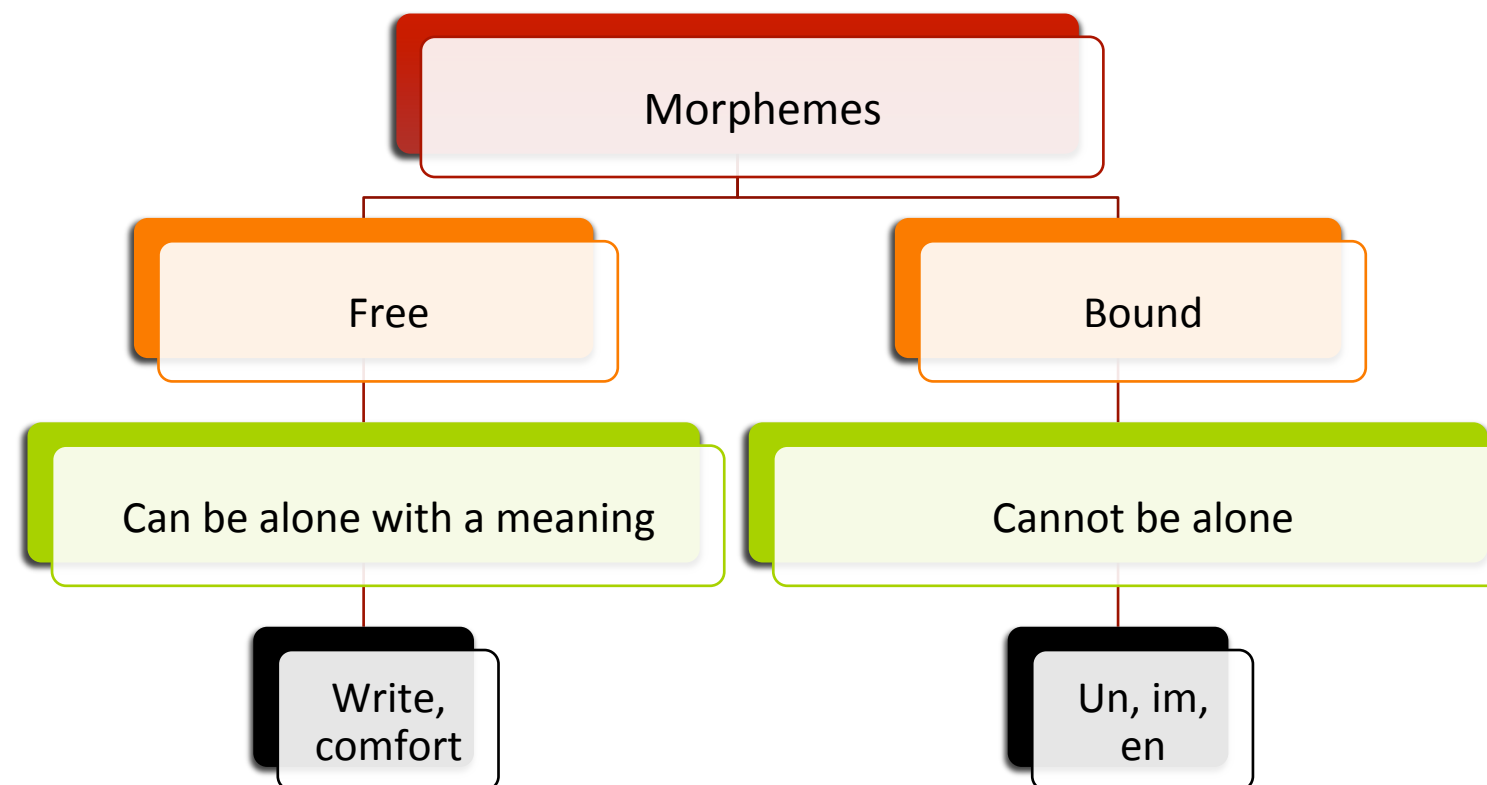 Morphemes
Free
Bound
Can be alone with a meaning
Cannot be alone
Write,
comfort
Un, im,
en